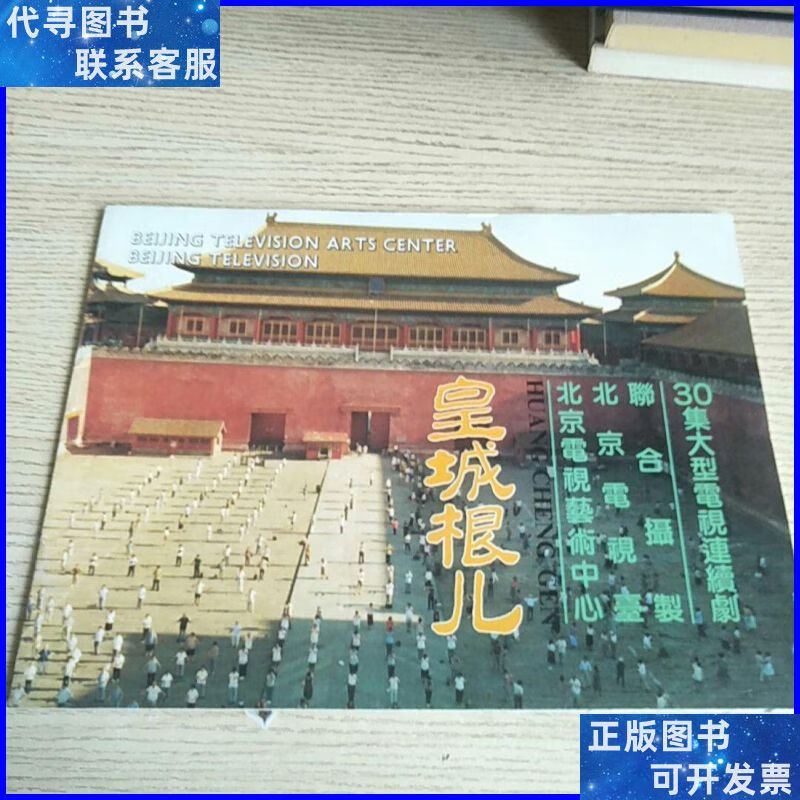 代寻图书
联系客服
BEIJING TELEVISION ARTS CENTER
BEIJING TELEVISION
30集大型電視連續劇
聯合攝製
北京電視臺
北京電視藝術中心
HUANG CHENG GEN
皇城根儿
正版图书
可开发票